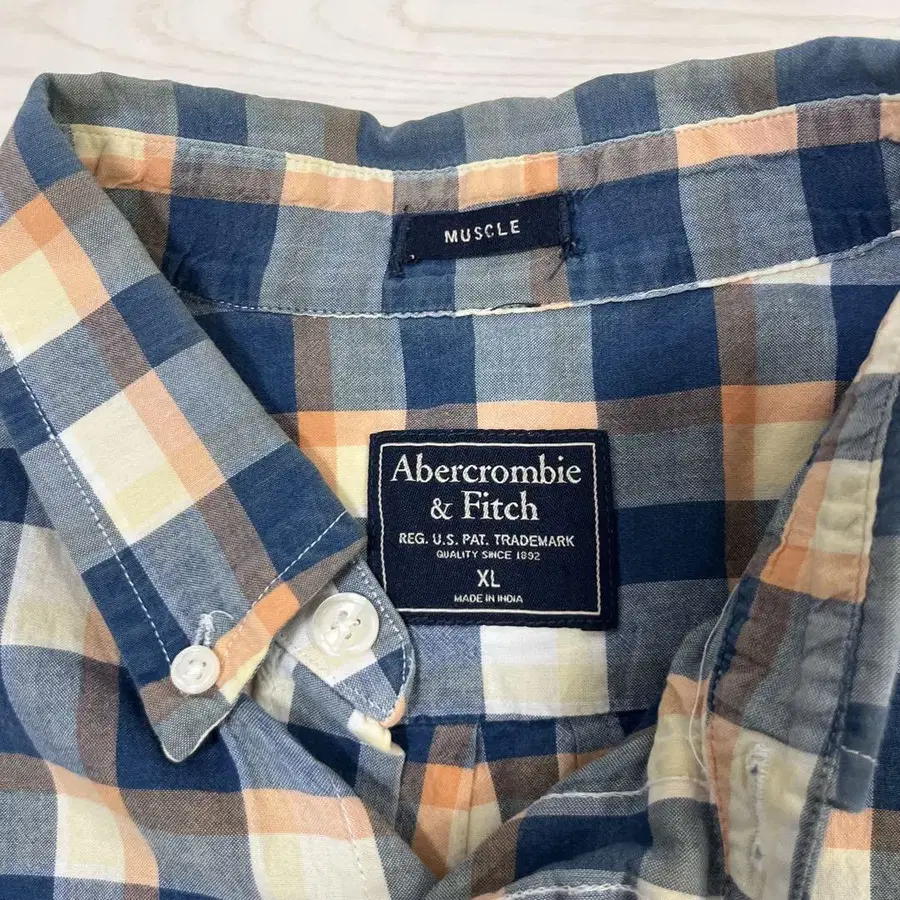 MUSCLE
Abercrombie
& Fitch
REG. U.S. PAT. TRADEMARK
QUALITY SINCE 1892
XL
MADE IN INDIA